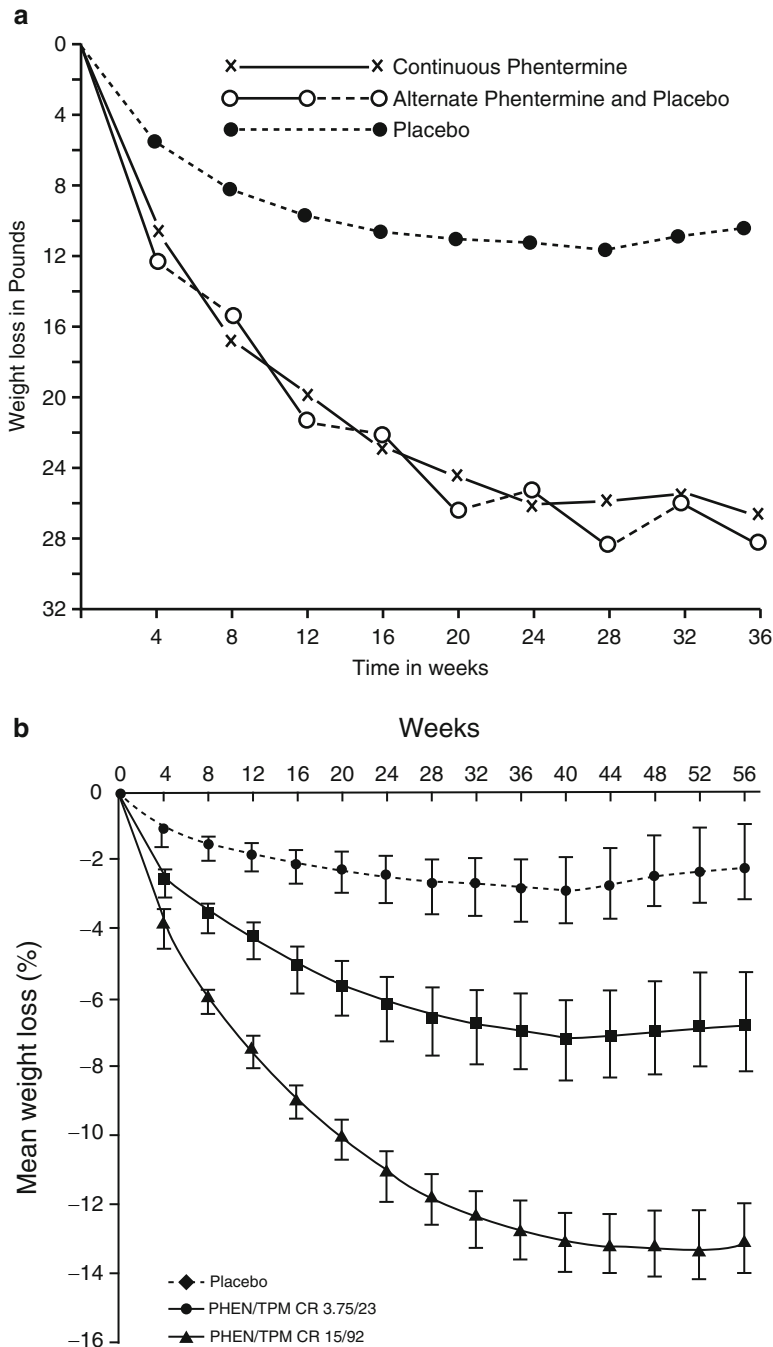 a
0
4
8
12
16
20
24
28
32
Weight loss in Pounds
Continuous Phentermine
Alternate Phentermine and Placebo
Placebo
4 8 12 16 20 24 28 32 36
Time in weeks
b
Weeks
0 4 8 12 16 20 24 28 32 36 40 44 48 52 56
0
–2
–4
–6
–8
–10
–12
–14
–16
Mean weight loss (%)
Placebo
PHEN/TPM CR 3.75/23
PHEN/TPM CR 15/92